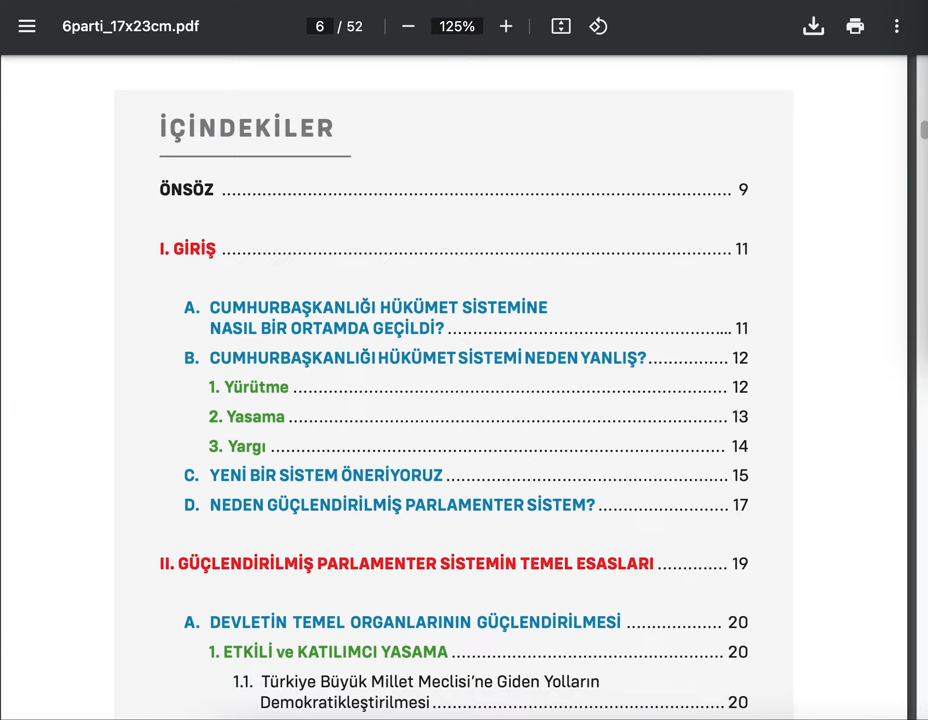 6parti_17x23cm.pdf 6 / 52 125%
İÇİNDEKİLER
ÖNSÖZ ........................................................................................ 9
I. GİRİŞ ........................................................................................ 11
A. CUMHURBAŞKANLIĞI HÜKÜMET SİSTEMİNE
NASIL BİR ORTAMDA GEÇİLDİ? ............................................................ 11
B. CUMHURBAŞKANLIĞI HÜKÜMET SİSTEMİ NEDEN YANLIŞ? ................ 12
1. Yürütme ........................................................................................ 12
2. Yasama ........................................................................................ 13
3. Yargı ........................................................................................ 14
C. YENİ BİR SİSTEM ÖNERİYORUZ ............................................................ 15
D. NEDEN GÜÇLENDİRİLMİŞ PARLAMENTER SİSTEM? .......................... 17
II. GÜÇLENDİRİLMİŞ PARLAMENTER SİSTEMİN TEMEL ESASLARI .............. 19
A. DEVLETİN TEMEL ORGANLARININ GÜÇLENDİRİLMESİ ................... 20
1. ETKİLİ ve KATILIMCI YASAMA ....................................................... 20
1.1. Türkiye Büyük Millet Meclisi’ne Giden Yolların
Demokratikleştirilmesi ............................................................ 20